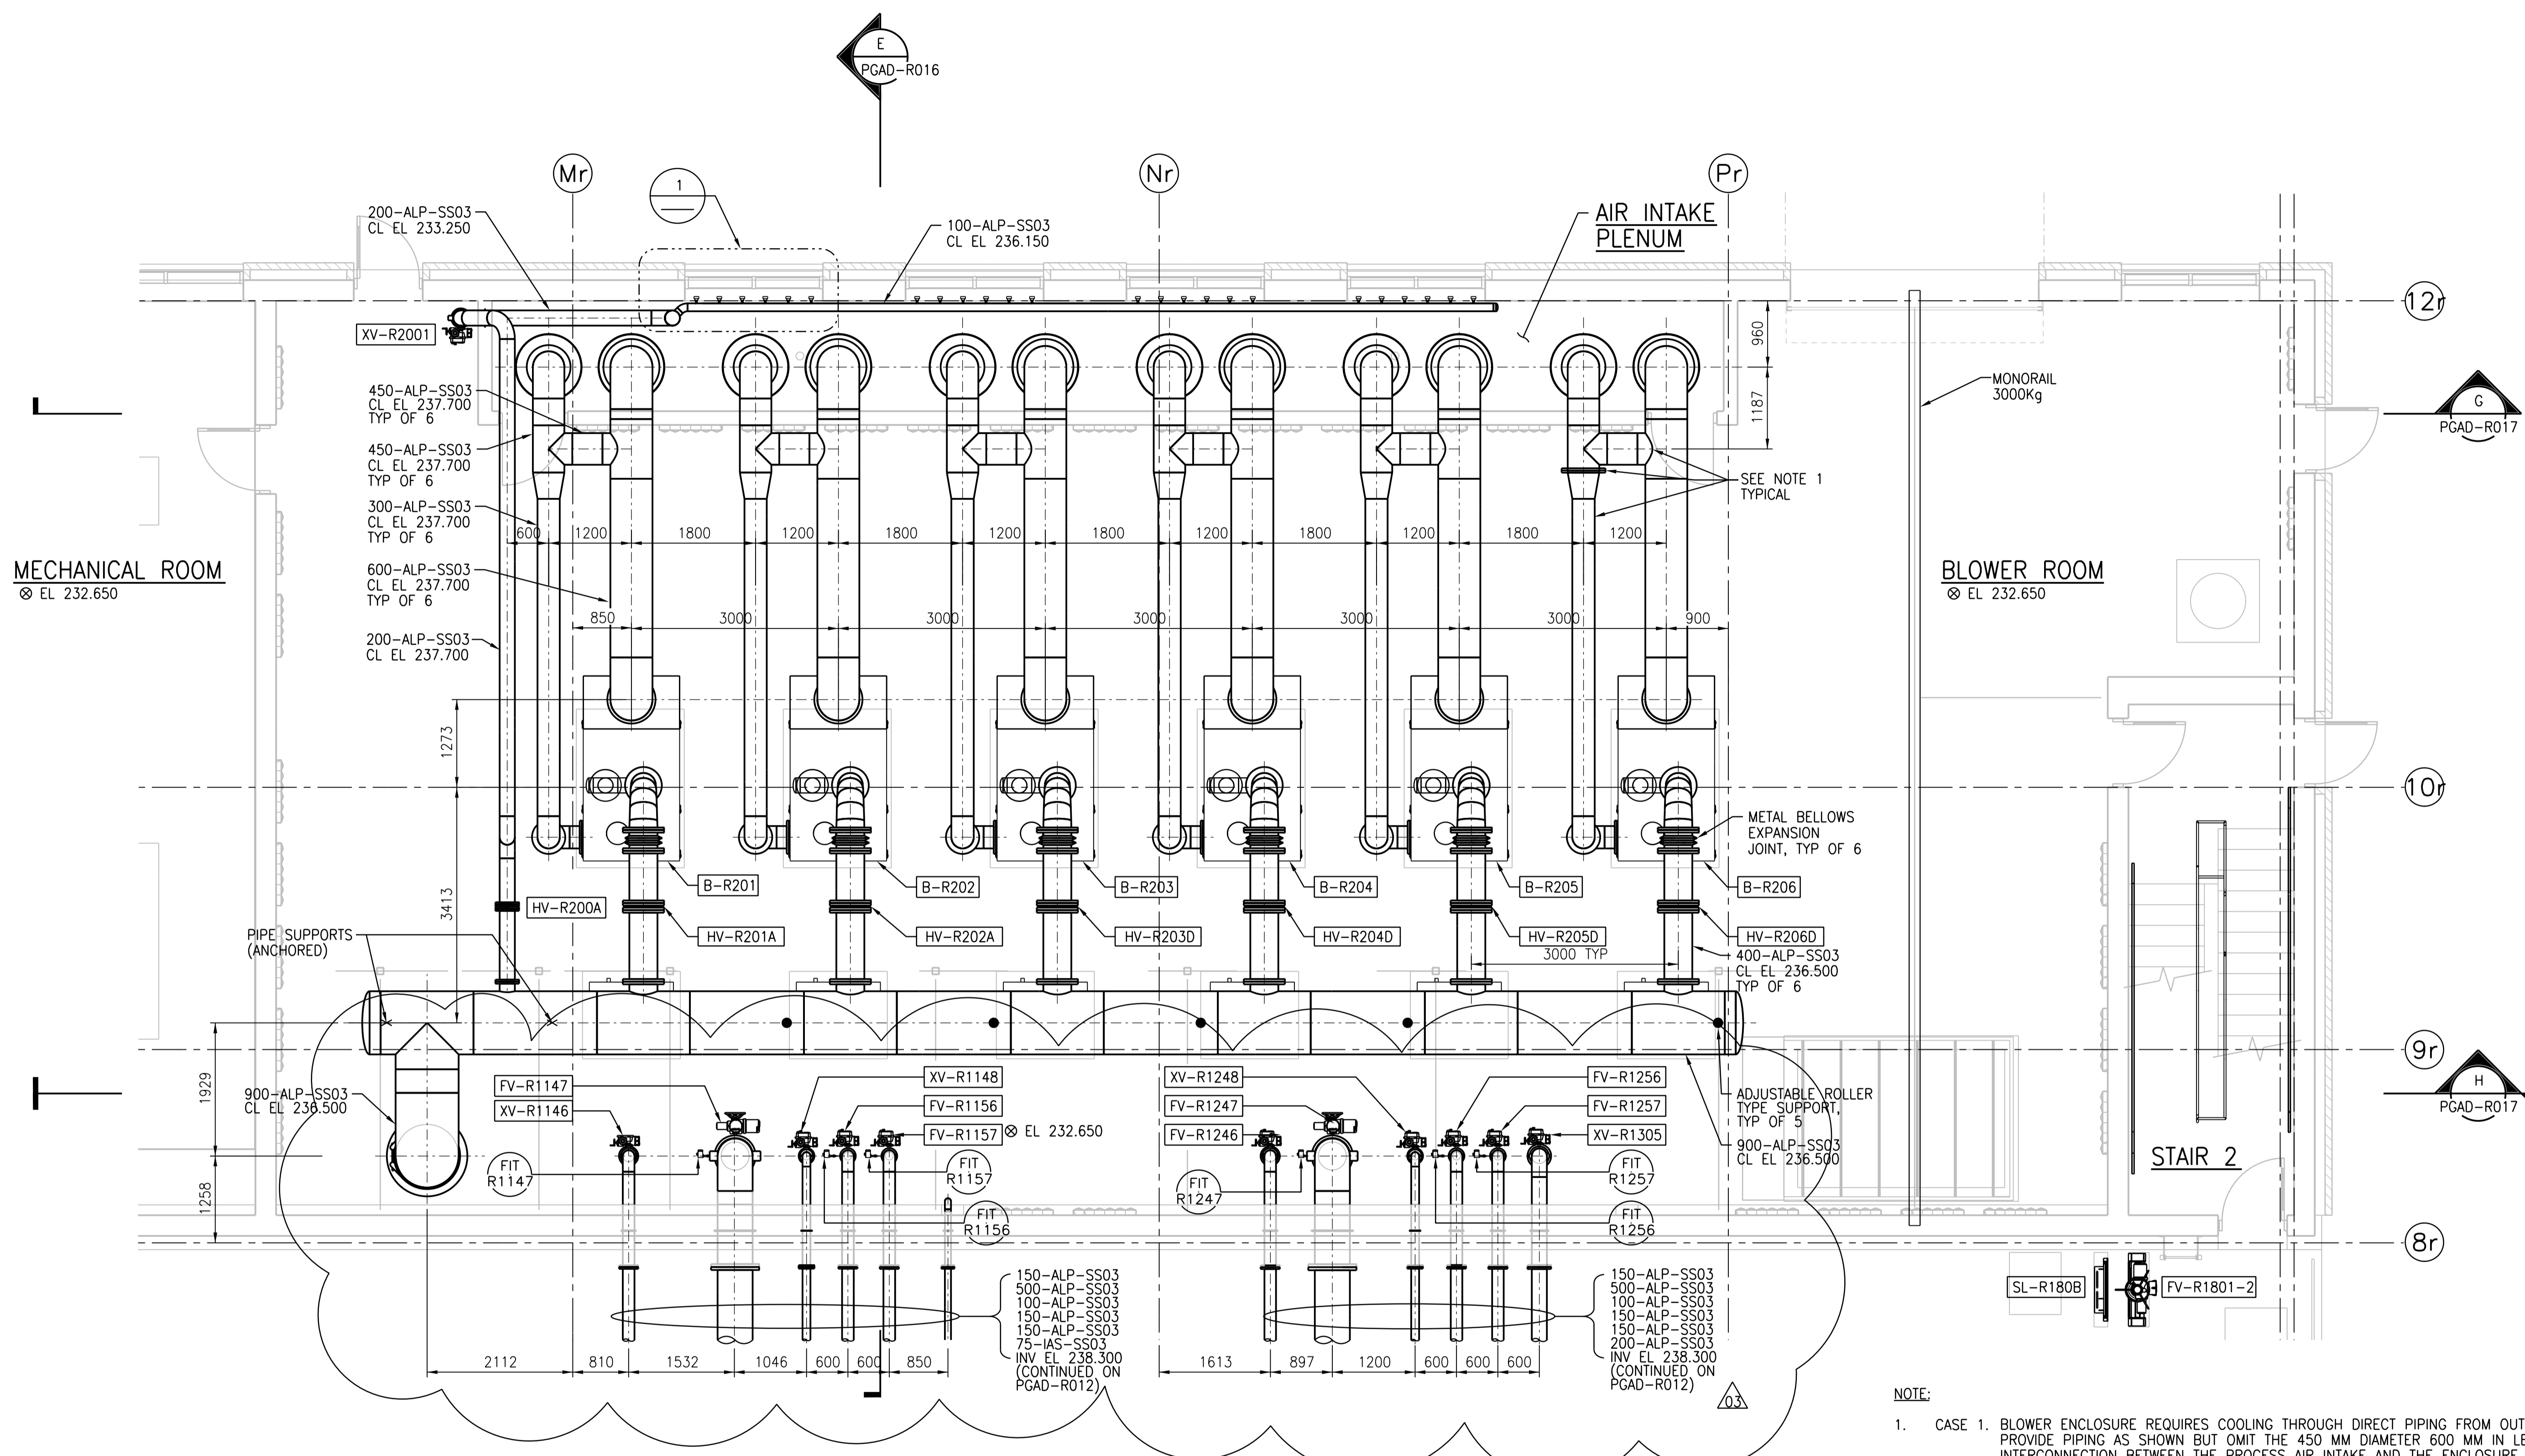 E
PGAD-R016
Mr
1
Nr
Pr
200-ALP-SS03
CL EL 233.250
100-ALP-SS03
CL EL 236.150
AIR INTAKE
PLENUM
12r
XV-R2001
960
MONORAIL
3000Kg
450-ALP-SS03
CL EL 237.700
TYP OF 6
1187
G
PGAD-R017
450-ALP-SS03
CL EL 237.700
TYP OF 6
SEE NOTE 1
TYPICAL
300-ALP-SS03
CL EL 237.700
TYP OF 6
600 1200 1800 1200 1800 1200 1800 1200 1800 1200 1800 1200
MECHANICAL ROOM
EL 232.650
600-ALP-SS03
CL EL 237.700
TYP OF 6
BLOWER ROOM
EL 232.650
850 3000 3000 3000 3000 3000 900
200-ALP-SS03
CL EL 237.700
1273
10r
METAL BELLOWS
EXPANSION
JOINT, TYP OF 6
B-R201
B-R202
B-R203
B-R204
B-R205
B-R206
3413
HV-R200A
HV-R201A
HV-R202A
HV-R203D
HV-R204D
HV-R205D
HV-R206D
PIPE SUPPORTS
(ANCHORED)
3000 TYP
400-ALP-SS03
CL EL 236.500
TYP OF 6
9r
1929
900-ALP-SS03
CL EL 236.500
FV-R1147
XV-R1146
XV-R1148
FV-R1156
FV-R1157
EL 232.650
XV-R1248
FV-R1247
FV-R1246
FV-R1256
FV-R1257
XV-R1305
ADJUSTABLE ROLLER
TYPE SUPPORT,
TYP OF 5
900-ALP-SS03
CL EL 236.500
H
PGAD-R017
STAIR 2
FIT
R1147
FIT
R1157
FIT
R1156
FIT
R1247
FIT
R1257
FIT
R1256
1258
8r
SL-R180B
FV-R1801-2
150-ALP-SS03
500-ALP-SS03
100-ALP-SS03
150-ALP-SS03
150-ALP-SS03
75-IAS-SS03
INV EL 238.300
(CONTINUED ON
PGAD-R012)
150-ALP-SS03
500-ALP-SS03
100-ALP-SS03
150-ALP-SS03
150-ALP-SS03
200-ALP-SS03
INV EL 238.300
(CONTINUED ON
PGAD-R012)
2112 810 1532 1046 600 600 850
1613 897 1200 600 600 600
03
NOTE:
1. CASE 1. BLOWER ENCLOSURE REQUIRES COOLING THROUGH DIRECT PIPING FROM OUT
PROVIDE PIPING AS SHOWN BUT OMIT THE 450 MM DIAMETER 600 MM IN LE
INTERCONNECTION BETWEEN THE PROCESS AIR INTAKE AND THE ENCLOSURE